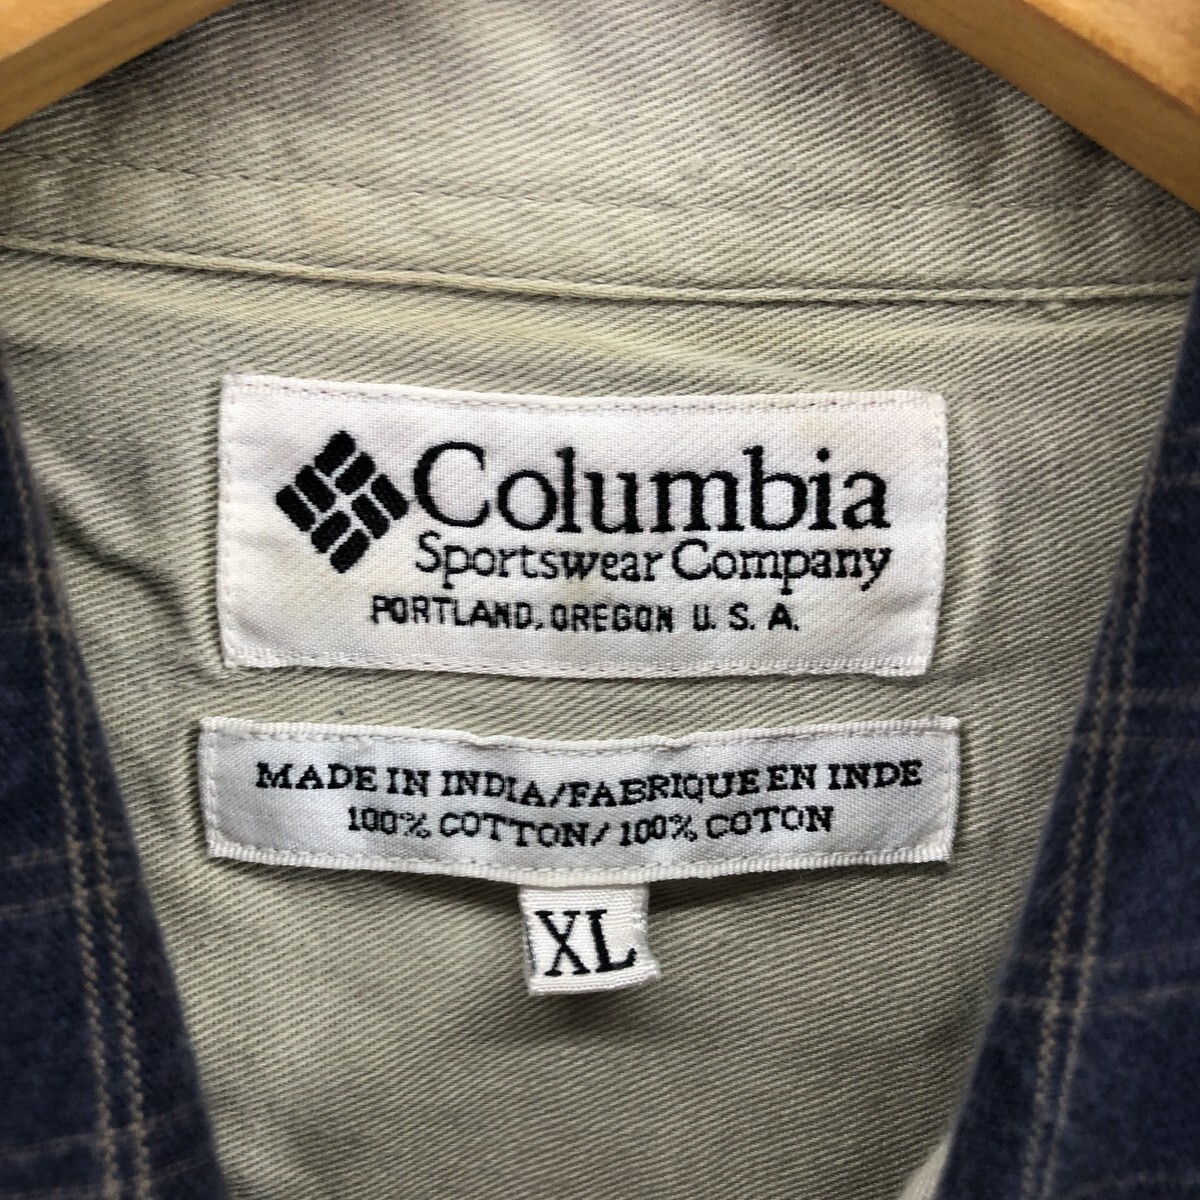 Columbia
Sportswear Company
PORTLAND, OREGON U. S. A.
MADE IN INDIA/FABRIQUE EN INDE
100% COTTON/ 100% COTON
XL